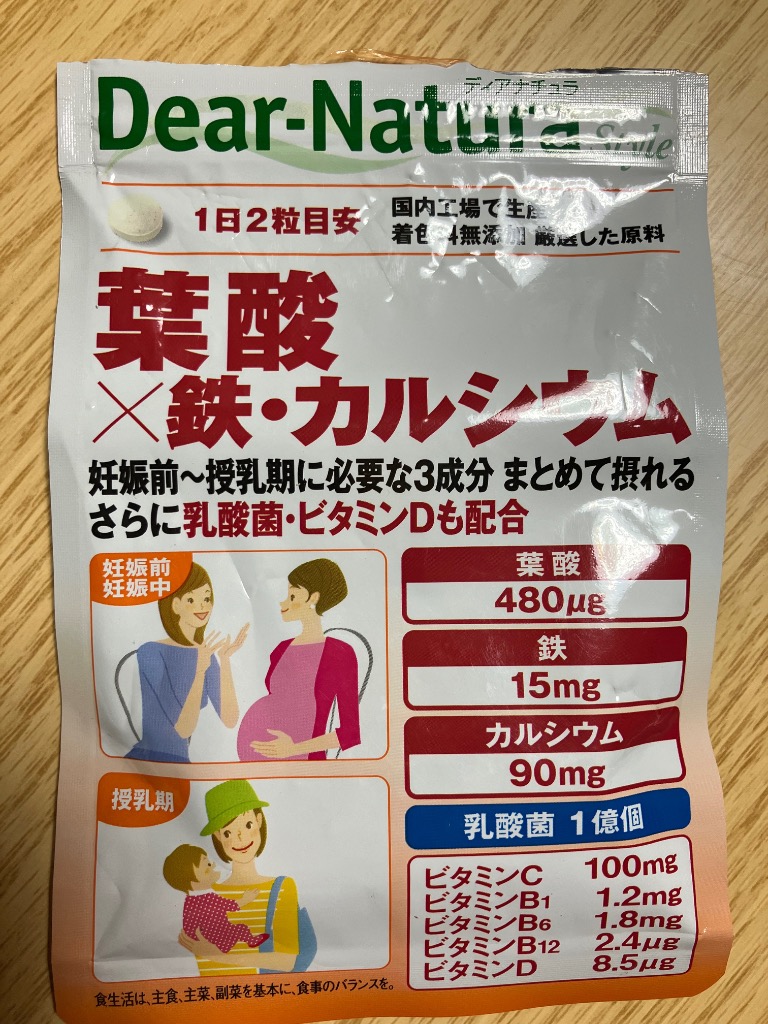 ディアナチュラ
Dear-Natura Style
1日2粒目安
国内工場で生産
着色料無添加 厳選した原料
葉酸
×鉄・カルシウム
妊娠前～授乳期に必要な3成分 まとめて摂れる
さらに乳酸菌・ビタミンDも配合
妊娠前
妊娠中
葉酸
480μg
鉄
15mg
カルシウム
90mg
授乳期
乳酸菌 1億個
ビタミンC 100mg
ビタミンB1 1.2mg
ビタミンB6 1.8mg
ビタミンB12 2.4μg
ビタミンD 8.5μg
食生活は、主食、主菜、副菜を基本に、食事のバランスを。